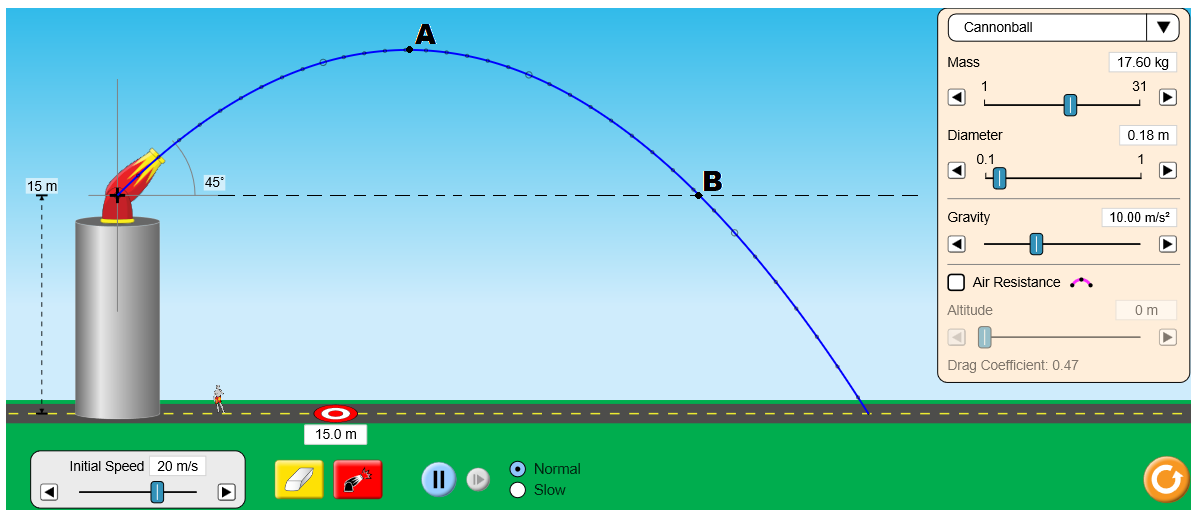 A
B
45°
15 m
15.0 m
Cannonball
Mass 17.60 kg
1 31
Diameter 0.18 m
0.1 1
Gravity 10.00 m/s²
Air Resistance
Altitude 0 m
Drag Coefficient: 0.47
Initial Speed 20 m/s
Normal
Slow